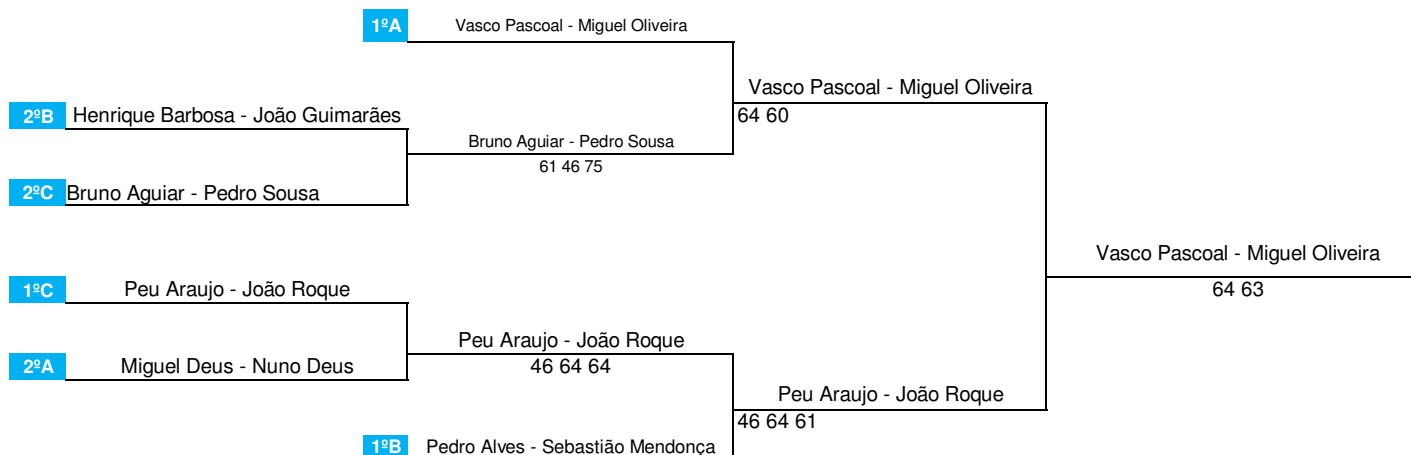 1ºA Vasco Pascoal - Miguel Oliveira
Vasco Pascoal - Miguel Oliveira
2ºB Henrique Barbosa - João Guimarães
64 60
Bruno Aguiar - Pedro Sousa
61 46 75
2ºC Bruno Aguiar - Pedro Sousa
Vasco Pascoal - Miguel Oliveira
1ºC Peu Araujo - João Roque
64 63
Peu Araujo - João Roque
2ºA Miguel Deus - Nuno Deus
46 64 64
Peu Araujo - João Roque
46 64 61
1ºB Pedro Alves - Sebastião Mendonça